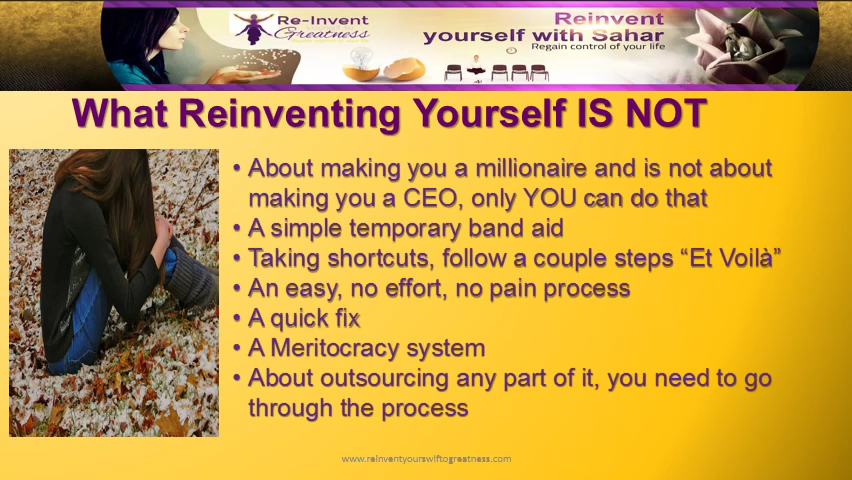 Re-Invent
Greatness
Reinvent
yourself with Sahar
Regain control of your life
What Reinventing Yourself IS NOT
• About making you a millionaire and is not about
making you a CEO, only YOU can do that
• A simple temporary band aid
• Taking shortcuts, follow a couple steps “Et Voilà”
• An easy, no effort, no pain process
• A quick fix
• A Meritocracy system
• About outsourcing any part of it, you need to go
through the process
www.reinventyourswiftogreatness.com